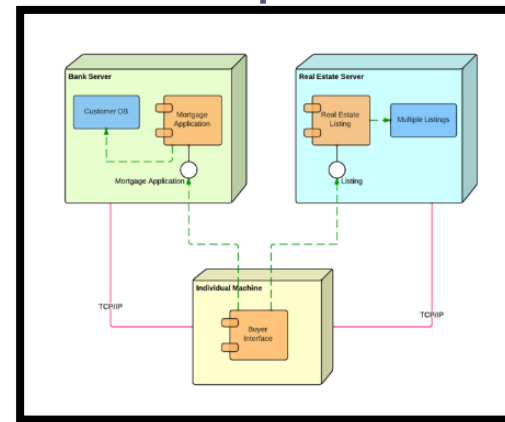 Bank Server
Customer DB
Mortgage
Application
Mortgage Application
Real Estate Server
Real Estate
Listing
Multiple Listings
Listing
TCP/IP
TCP/IP
Individual Machine
Buyer
Interface